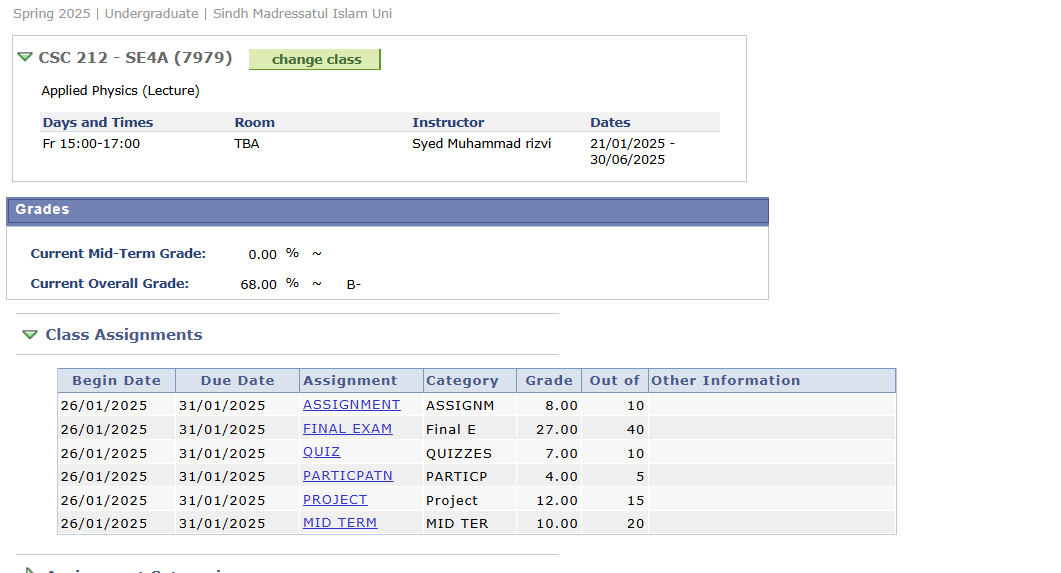 Spring 2025 | Undergraduate | Sindh Madressatul Islam Uni
CSC 212 - SE4A (7979) change class
Applied Physics (Lecture)
Days and Times Room Instructor Dates
Fr 15:00-17:00 TBA Syed Muhammad rizvi 21/01/2025 -
30/06/2025
Grades
Current Mid-Term Grade: 0.00 % ~
Current Overall Grade: 68.00 % ~ B-
Class Assignments
Begin Date Due Date Assignment Category Grade Out of Other Information
26/01/2025 31/01/2025 ASSIGNMENT ASSIGNM 8.00 10
26/01/2025 31/01/2025 FINAL EXAM Final E 27.00 40
26/01/2025 31/01/2025 QUIZ QUIZZES 7.00 10
26/01/2025 31/01/2025 PARTICPATN PARTICP 4.00 5
26/01/2025 31/01/2025 PROJECT Project 12.00 15
26/01/2025 31/01/2025 MID TERM MID TER 10.00 20